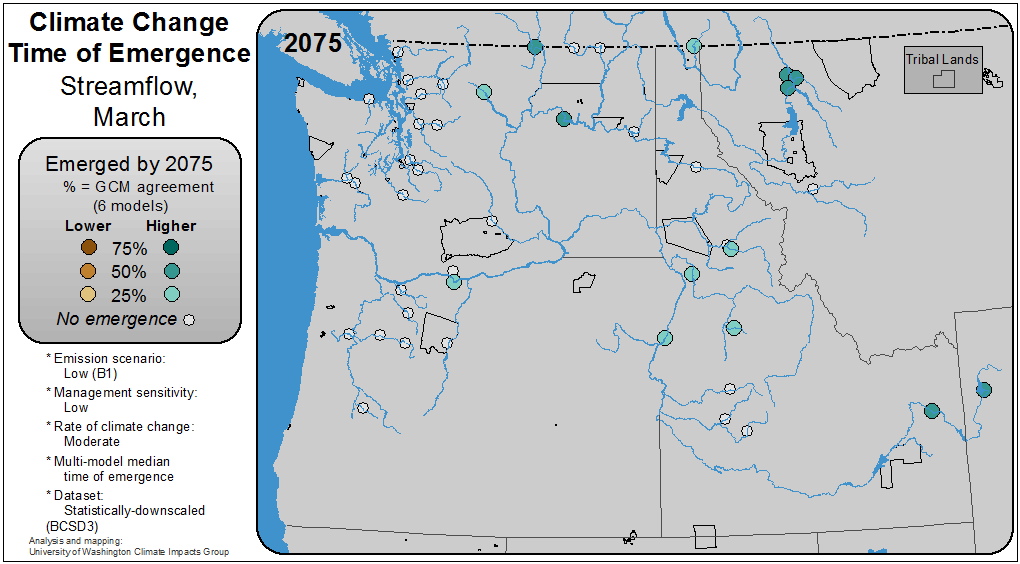 Climate Change
Time of Emergence
Streamflow,
March
Emerged by 2075
% = GCM agreement
(6 models)
Lower Higher
75%
50%
25%
No emergence
* Emission scenario:
Low (B1)
* Management sensitivity:
Low
* Rate of climate change:
Moderate
* Multi-model median
time of emergence
* Dataset:
Statistically-downscaled
(BCSD3)
Analysis and mapping:
University of Washington Climate Impacts Group
2075
Tribal Lands